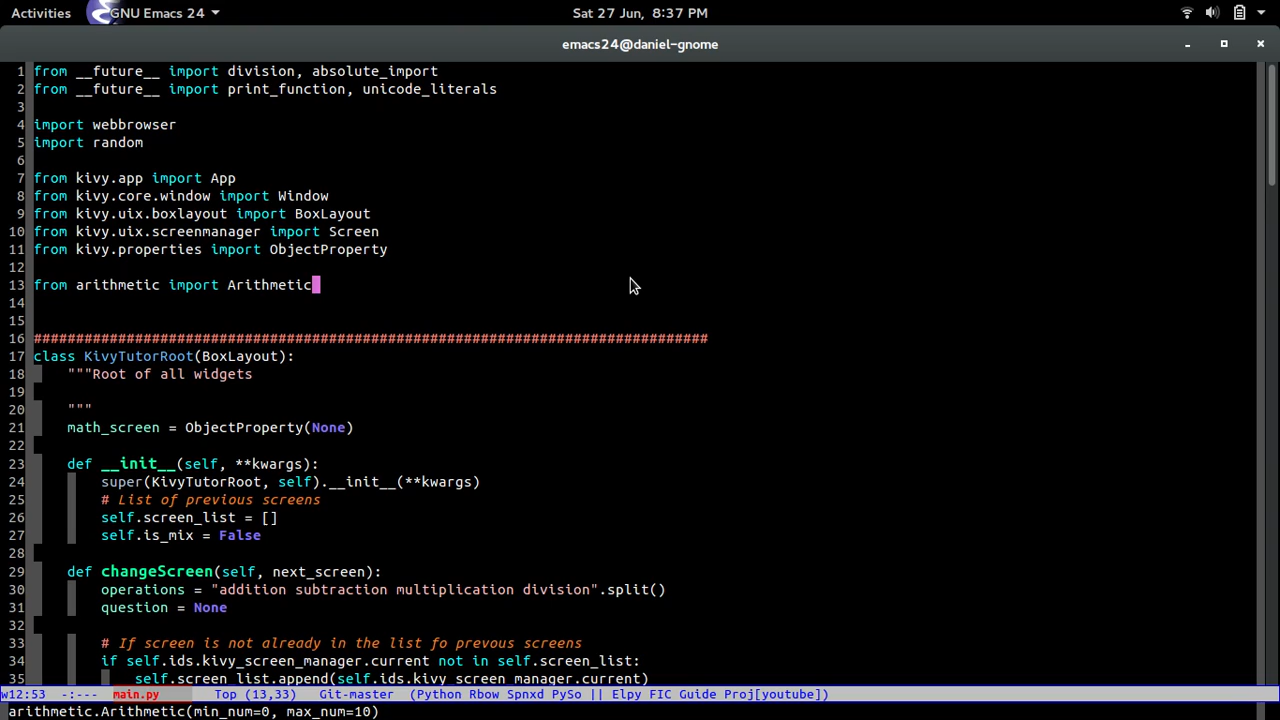 Activities GNU Emacs 24 Sat 27 Jun, 8:37 PM
emacs24@daniel-gnome
1 from __future__ import division, absolute_import
2 from __future__ import print_function, unicode_literals
3
4 import webbrowser
5 import random
6
7 from kivy.app import App
8 from kivy.core.window import Window
9 from kivy.uix.boxlayout import BoxLayout
10 from kivy.uix.screenmanager import Screen
11 from kivy.properties import ObjectProperty
12
13 from arithmetic import Arithmetic
14
15
16 ################################################################################
17 class KivyTutorRoot(BoxLayout):
18 """Root of all widgets
19
20 """
21 math_screen = ObjectProperty(None)
22
23 def __init__(self, **kwargs):
24 super(KivyTutorRoot, self).__init__(**kwargs)
25 # List of previous screens
26 self.screen_list = []
27 self.is_mix = False
28
29 def changeScreen(self, next_screen):
30 operations = "addition subtraction multiplication division".split()
31 question = None
32
33 # If screen is not already in the list fo prevous screens
34 if self.ids.kivy_screen_manager.current not in self.screen_list:
35 self.screen_list.append(self.ids.kivy_screen_manager.current)
w12:53 -:--- main.py Top (13,33) Git-master (Python Rbow Spnxd PySo || Elpy FIC Guide Proj[youtube])
arithmetic.Arithmetic(min_num=0, max_num=10)